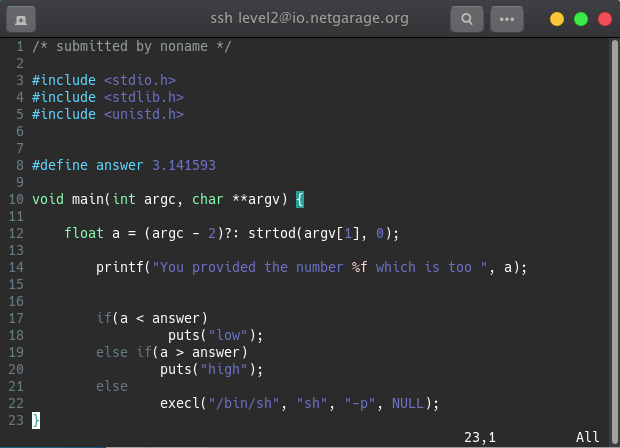 ssh level2@io.netgarage.org
1 /* submitted by noname */
2
3 #include <stdio.h>
4 #include <stdlib.h>
5 #include <unistd.h>
6
7
8 #define answer 3.141593
9
10 void main(int argc, char **argv) {
11
12     float a = (argc - 2)?: strtod(argv[1], 0);
13
14         printf("You provided the number %f which is too ", a);
15
16
17         if(a < answer)
18                  puts("low");
19         else if(a > answer)
20                 puts("high");
21         else
22                 execl("/bin/sh", "sh", "-p", NULL);
23 }
23,1          All